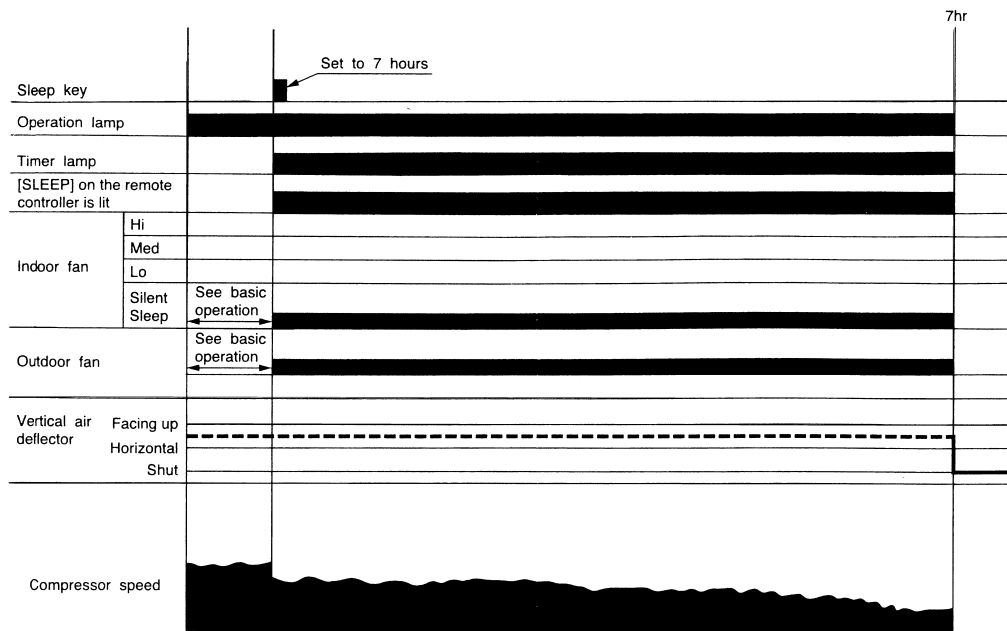 7hr
Set to 7 hours
Sleep key
Operation lamp
Timer lamp
[SLEEP] on the remote
controller is lit
Indoor fan
Hi
Med
Lo
Silent
Sleep
See basic
operation
Outdoor fan
See basic
operation
Vertical air
deflector
Facing up
Horizontal
Shut
Compressor speed